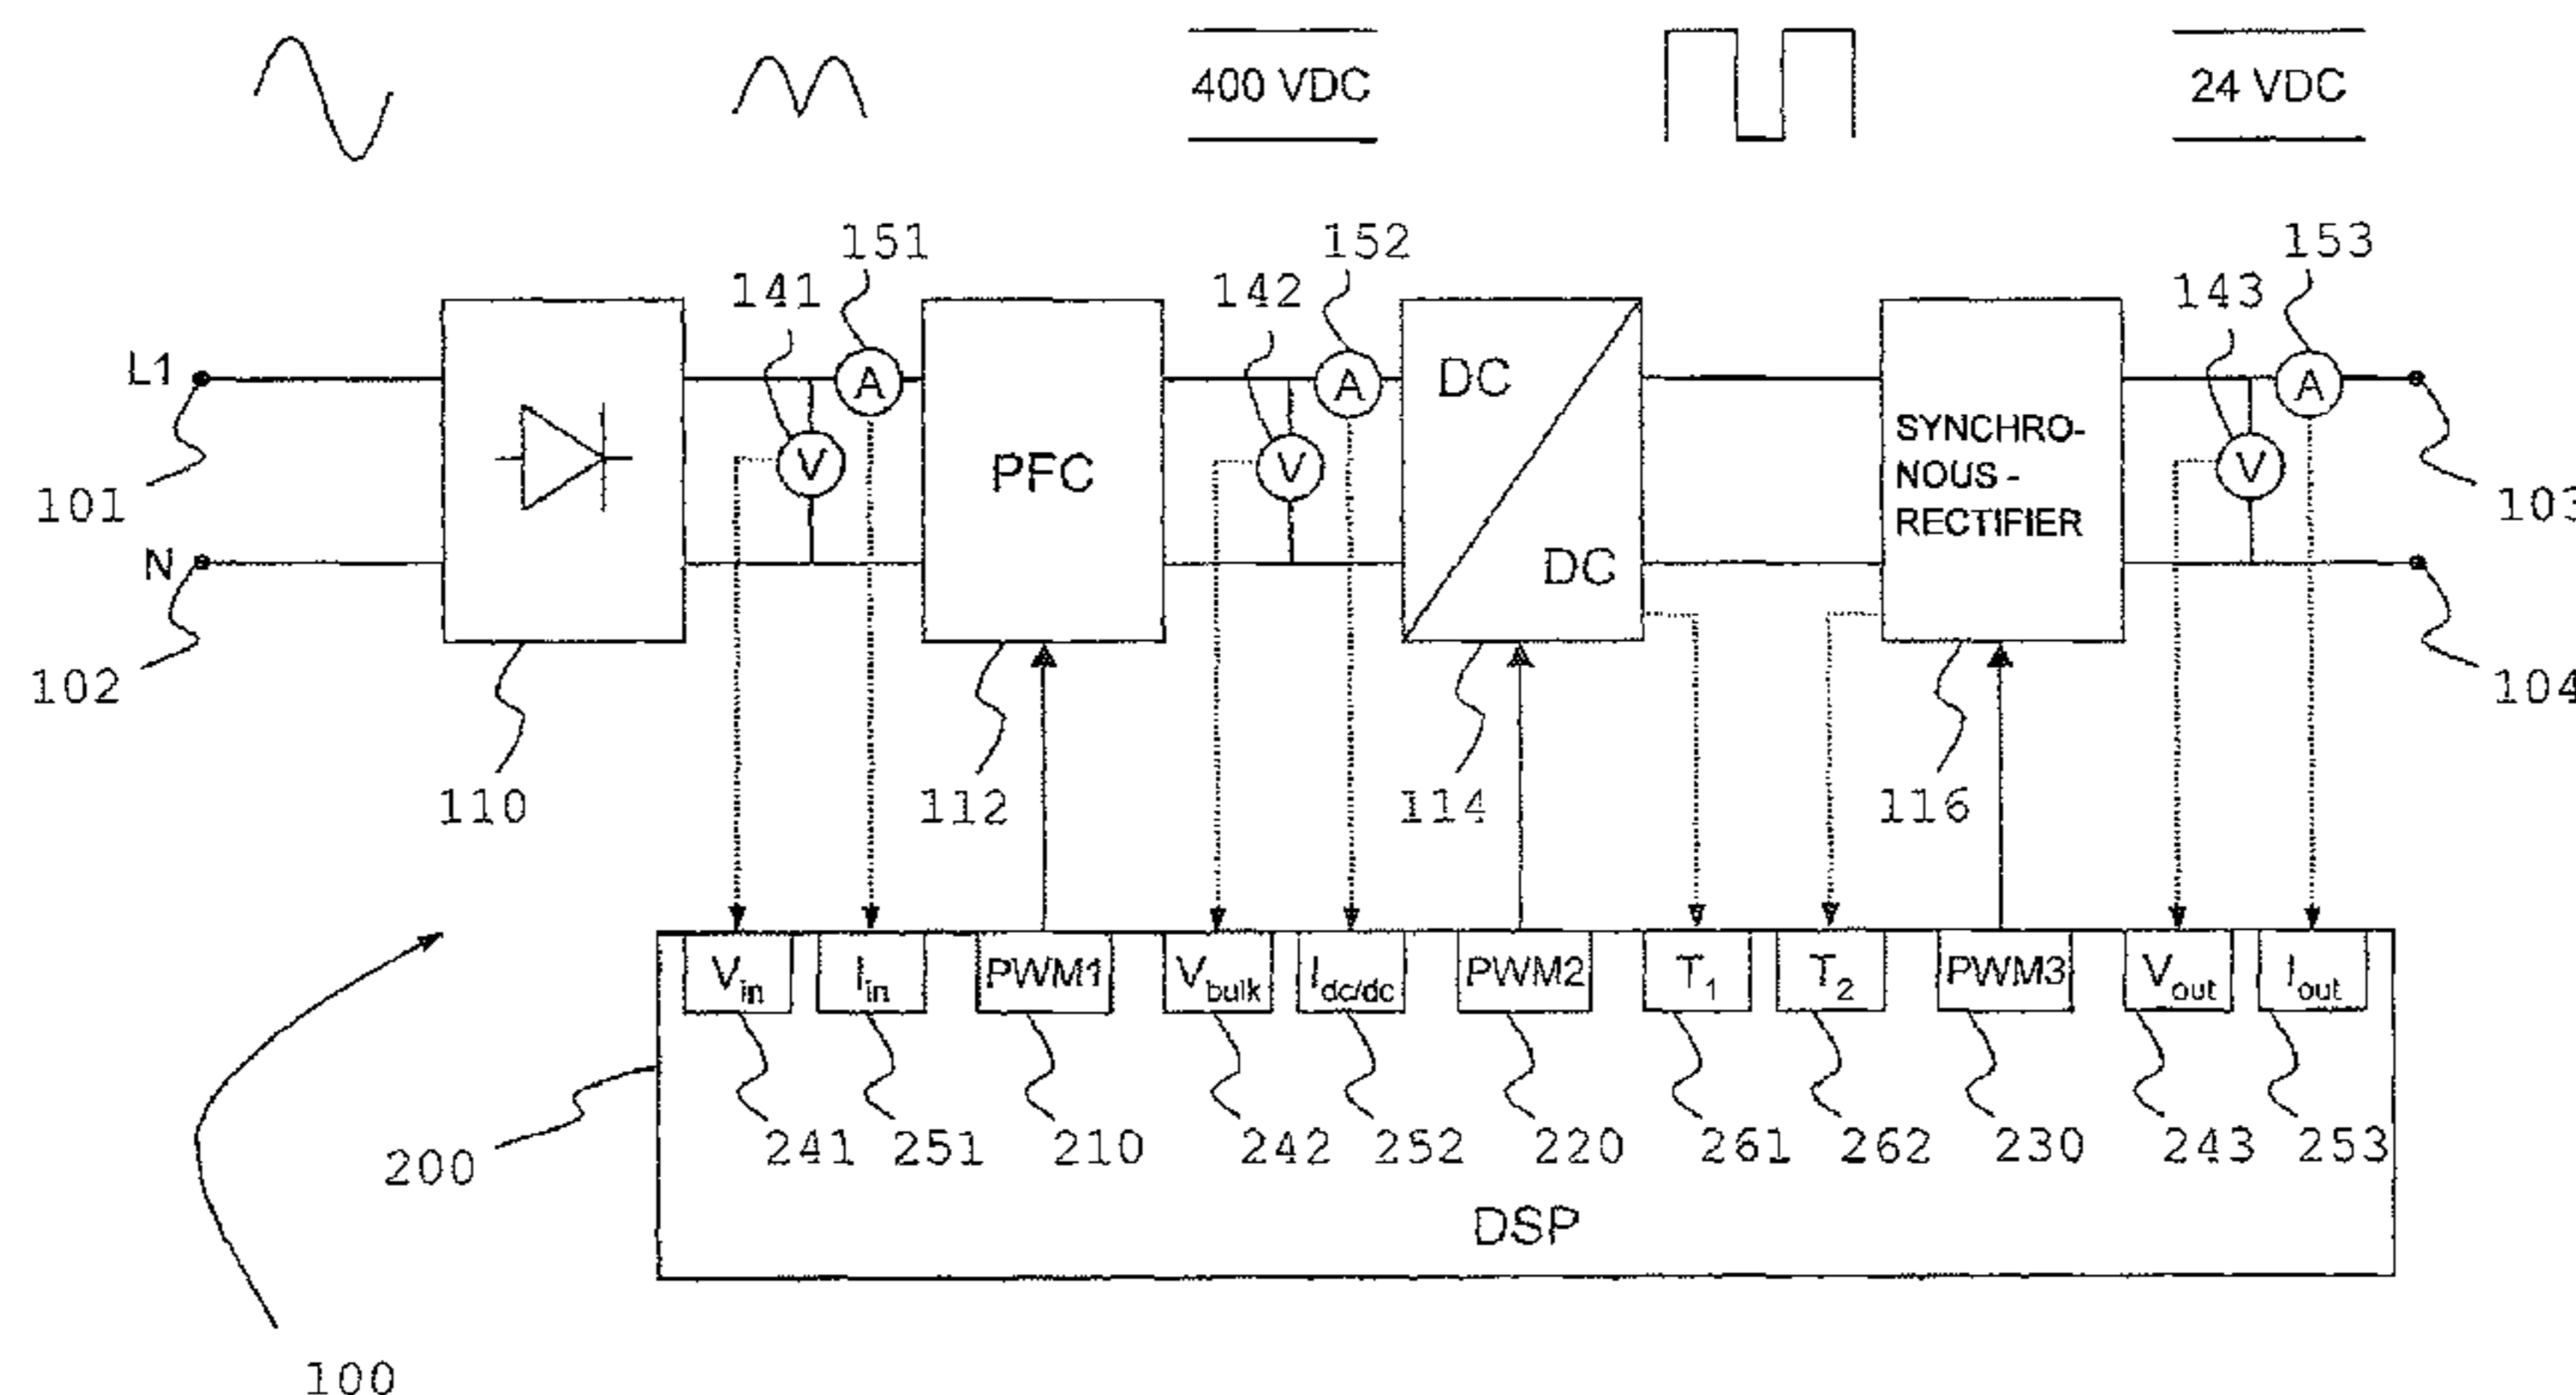 400 VDC
24 VDC
151
152
153
141
142
143
L1
A
A
DC
A
SYNCHRO-
NOUS -
RECTIFIER
V
PFC
V
V
101
103
N
DC
102
104
110
112
114
116
Vin
Iin
PWM1
Vbulk
Idc/dc
PWM2
T1
T2
PWM3
Vout
Iout
200
241
251
210
242
252
220
261
262
230
243
253
DSP
100